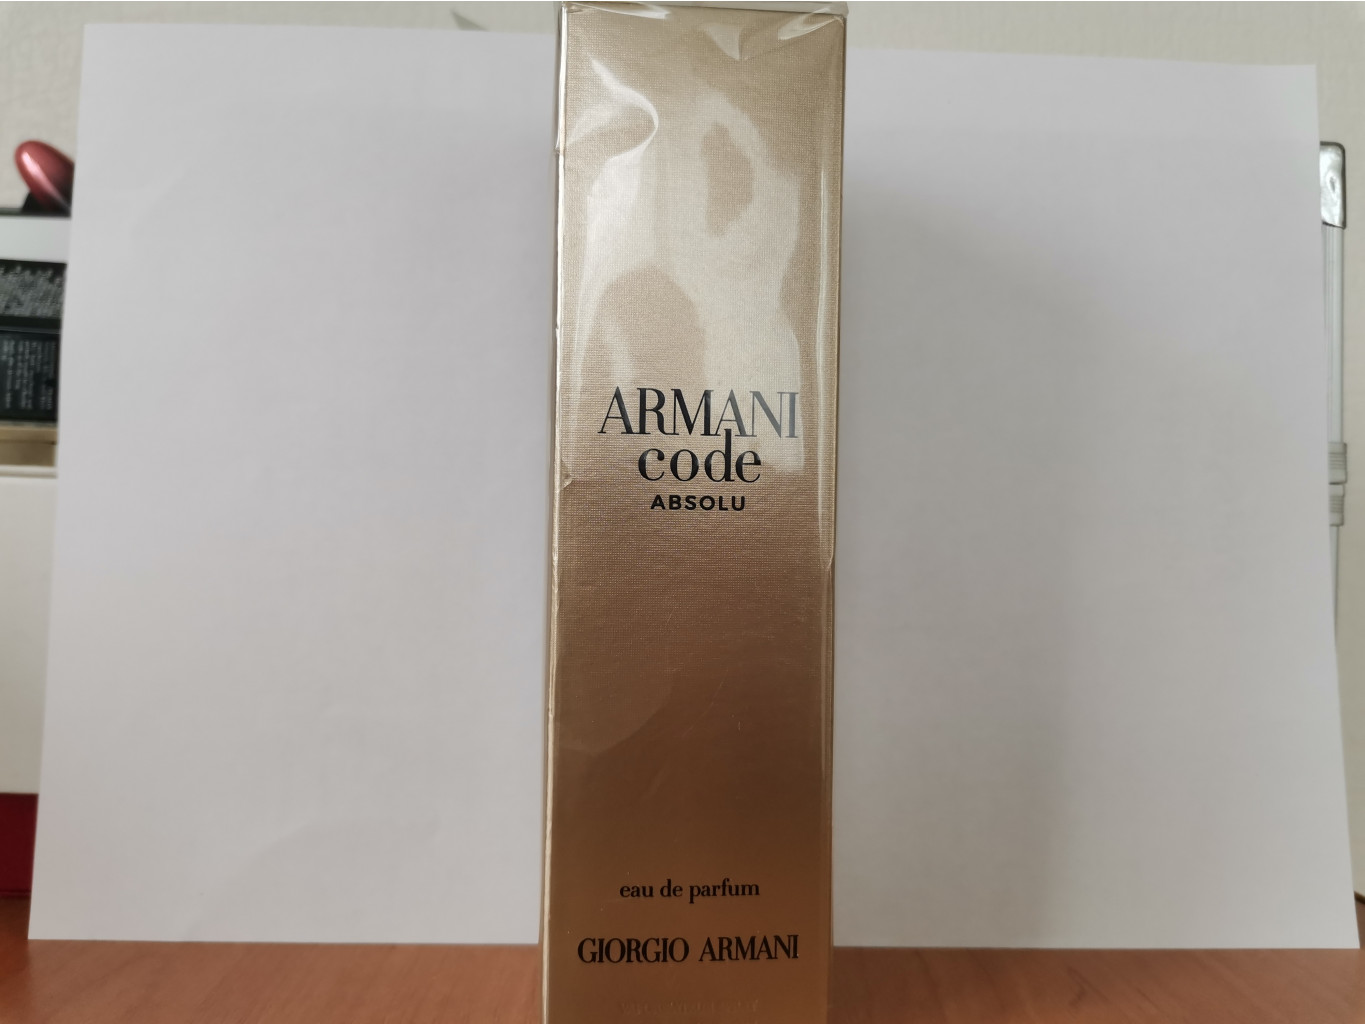 ARMANI
code
ABSOLU
eau de parfum
GIORGIO ARMANI